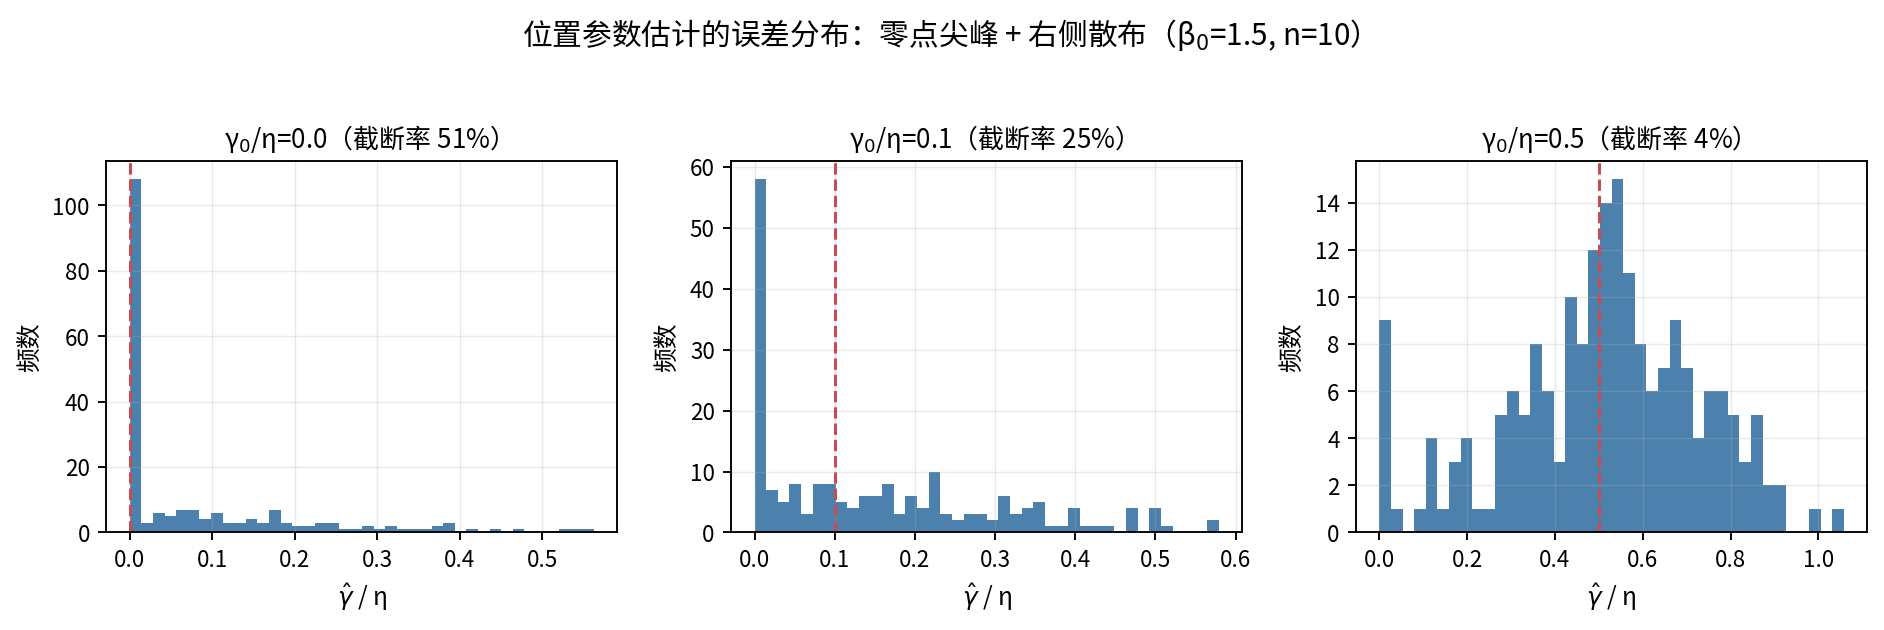 位置参数估计的误差分布：零点尖峰 + 右侧散布（β₀=1.5, n=10）
γ₀/η=0.0（截断率 51%）
频数
100
80
60
40
20
0
0.0 0.1 0.2 0.3 0.4 0.5
γ̂ / η
γ₀/η=0.1（截断率 25%）
频数
60
50
40
30
20
10
0
0.0 0.1 0.2 0.3 0.4 0.5 0.6
γ̂ / η
γ₀/η=0.5（截断率 4%）
频数
14
12
10
8
6
4
2
0
0.0 0.2 0.4 0.6 0.8 1.0
γ̂ / η